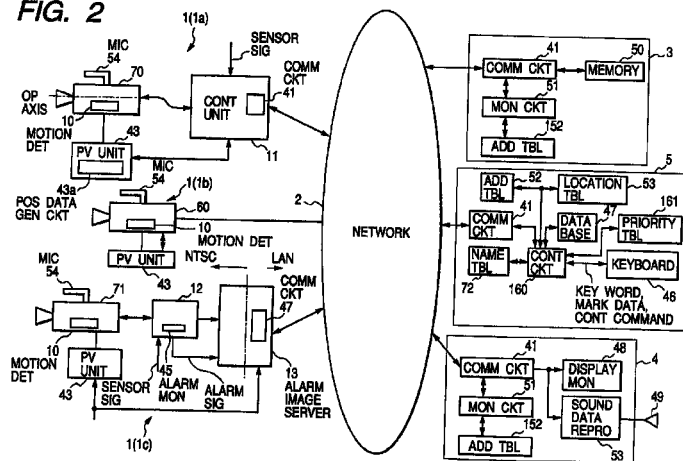 FIG. 2
1(1a)
MIC
54
70
OP
AXIS
10
MOTION DET
43
PV UNIT
43a
POS DATA
GEN CKT
SENSOR
SIG
COMM
CKT
41
CONT
UNIT
11
MIC
54
1(1b)
60
10
MOTION DET
PV UNIT
43
NTSC
LAN
MIC
54
71
12
COMM
CKT
47
10
MOTION
DET
PV
UNIT
43
SENSOR
SIG
45
ALARM
MON
ALARM
SIG
13
ALARM
IMAGE
SERVER
1(1c)
2
NETWORK
41
50
3
COMM CKT
MEMORY
51
MON CKT
152
ADD TBL
5
52
ADD
TBL
LOCATION
TBL
53
41
COMM
CKT
47
DATA
BASE
161
PRIORITY
TBL
NAME
TBL
72
CONT
CKT
160
KEYBOARD
46
KEY WORD,
MARK DATA,
CONT COMMAND
41
48
4
COMM CKT
DISPLAY
MON
51
MON CKT
SOUND
DATA
REPRO
49
152
ADD TBL
53